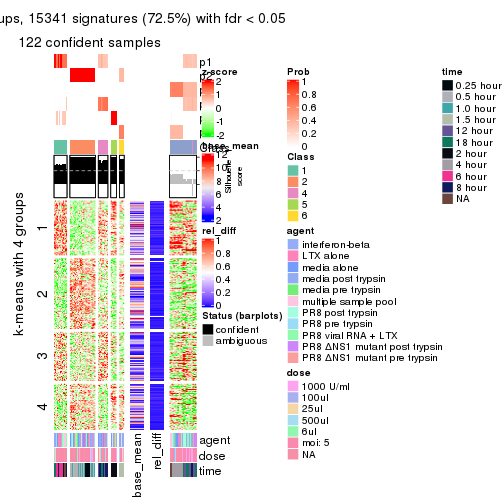 ups, 15341 signatures (72.5%) with fdr < 0.05
122 confident samples
p1
z-score
2
1
0
-1
-2
base_mean
12
10
8
6
4
2
Silhouette
score
rel_diff
1
0.5
0
Status (barplots)
confident
ambiguous
k-means with 4 groups
1
2
3
4
agent
dose
time
base_mean
rel_diff
Prob
1
0.8
0.6
0.4
0.2
0
Class
1
2
3
4
5
6
agent
interferon-beta
LTX alone
media alone
media post trypsin
media pre trypsin
multiple sample pool
PR8 post trypsin
PR8 pre trypsin
PR8 viral RNA + LTX
PR8 ΔNS1 mutant post trypsin
PR8 ΔNS1 mutant pre trypsin
dose
1000 U/ml
100ul
25ul
500ul
6ul
moi: 5
NA
time
0.25 hour
0.5 hour
1.0 hour
1.5 hour
12 hour
18 hour
2 hour
4 hour
6 hour
8 hour
NA